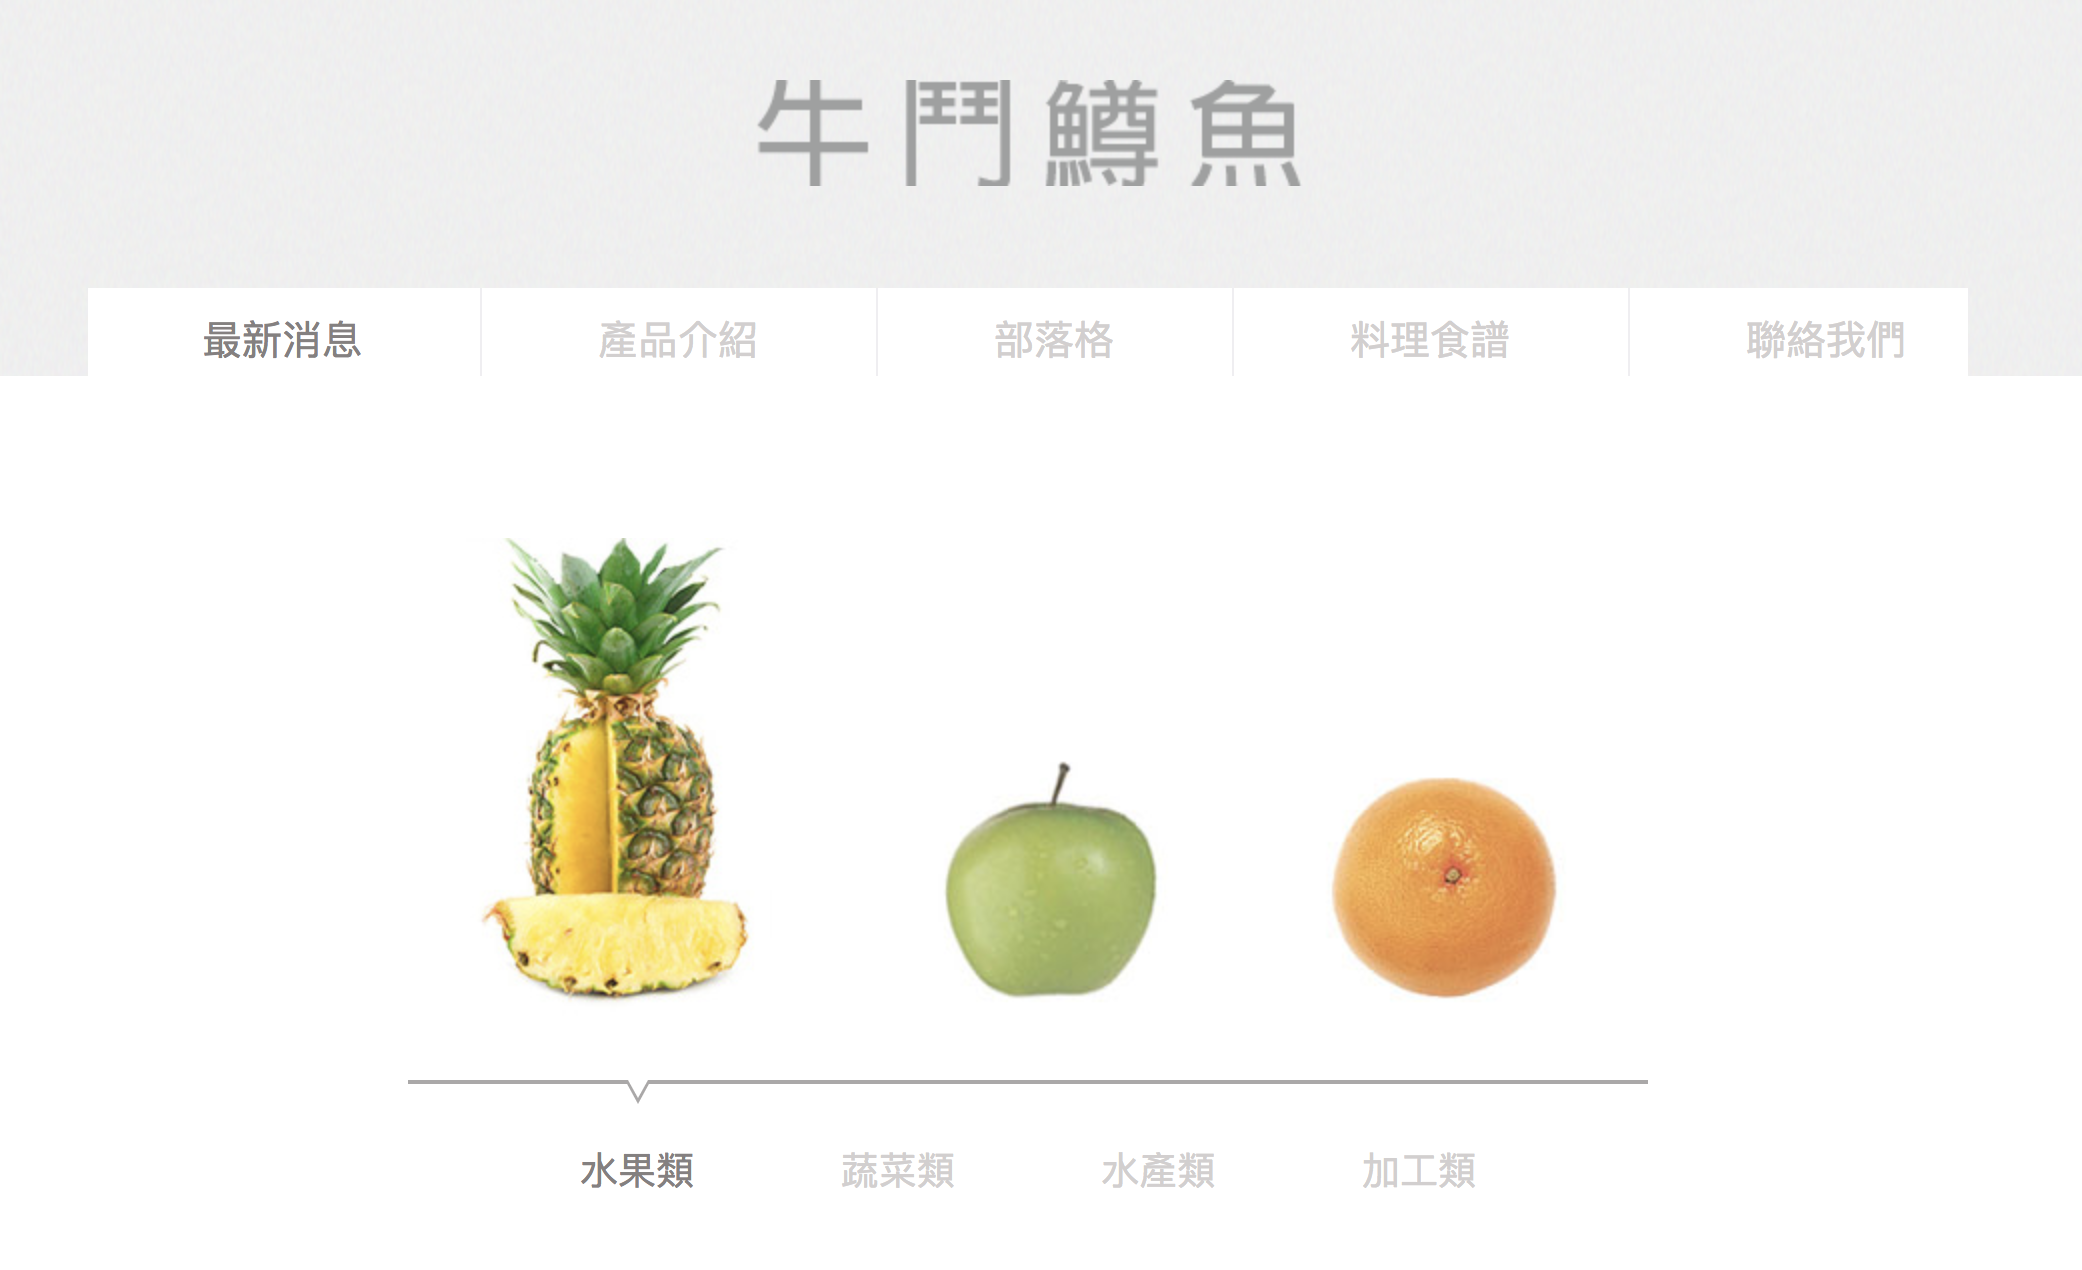 牛鬥鱒魚
最新消息 產品介紹 部落格 料理食譜 聯絡我們
水果類 蔬菜類 水產類 加工類